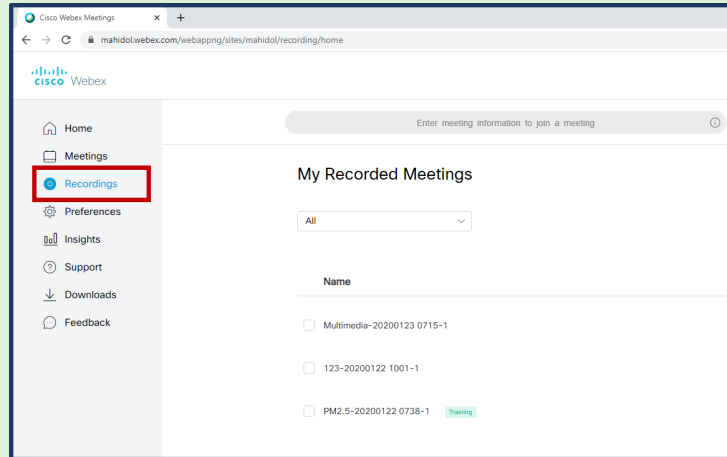 Cisco Webex Meetings
mahidol.webex.com/webappng/sites/mahidol/recording/home
CISCO Webex
Enter meeting information to join a meeting
Home
Meetings
Recordings
Preferences
Insights
Support
Downloads
Feedback
My Recorded Meetings
All
Name
Multimedia-20200123 0715-1
123-20200122 1001-1
PM2.5-20200122 0738-1 Training